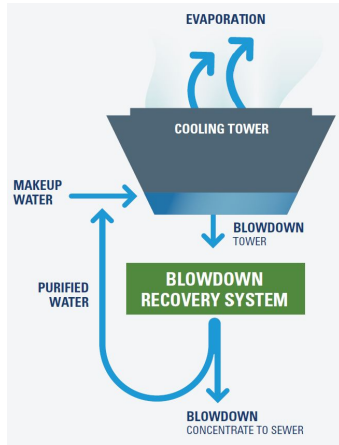 EVAPORATION
COOLING TOWER
MAKEUP
WATER
BLOWDOWN
TOWER
BLOWDOWN
RECOVERY SYSTEM
PURIFIED
WATER
BLOWDOWN
CONCENTRATE TO SEWER